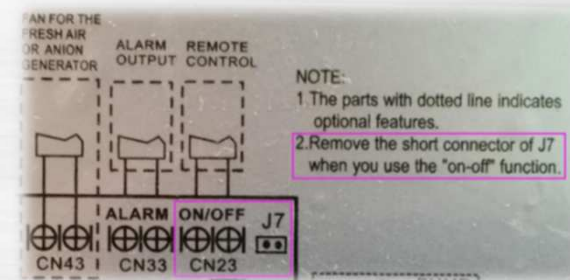 FAN FOR THE
FRESH AIR
OR ANION
GENERATOR
ALARM
OUTPUT
REMOTE
CONTROL
NOTE:
1.The parts with dotted line indicates
optional features.
2.Remove the short connector of J7
when you use the "on-off" function.
ALARM ON/OFF J7
CN43 CN33 CN23